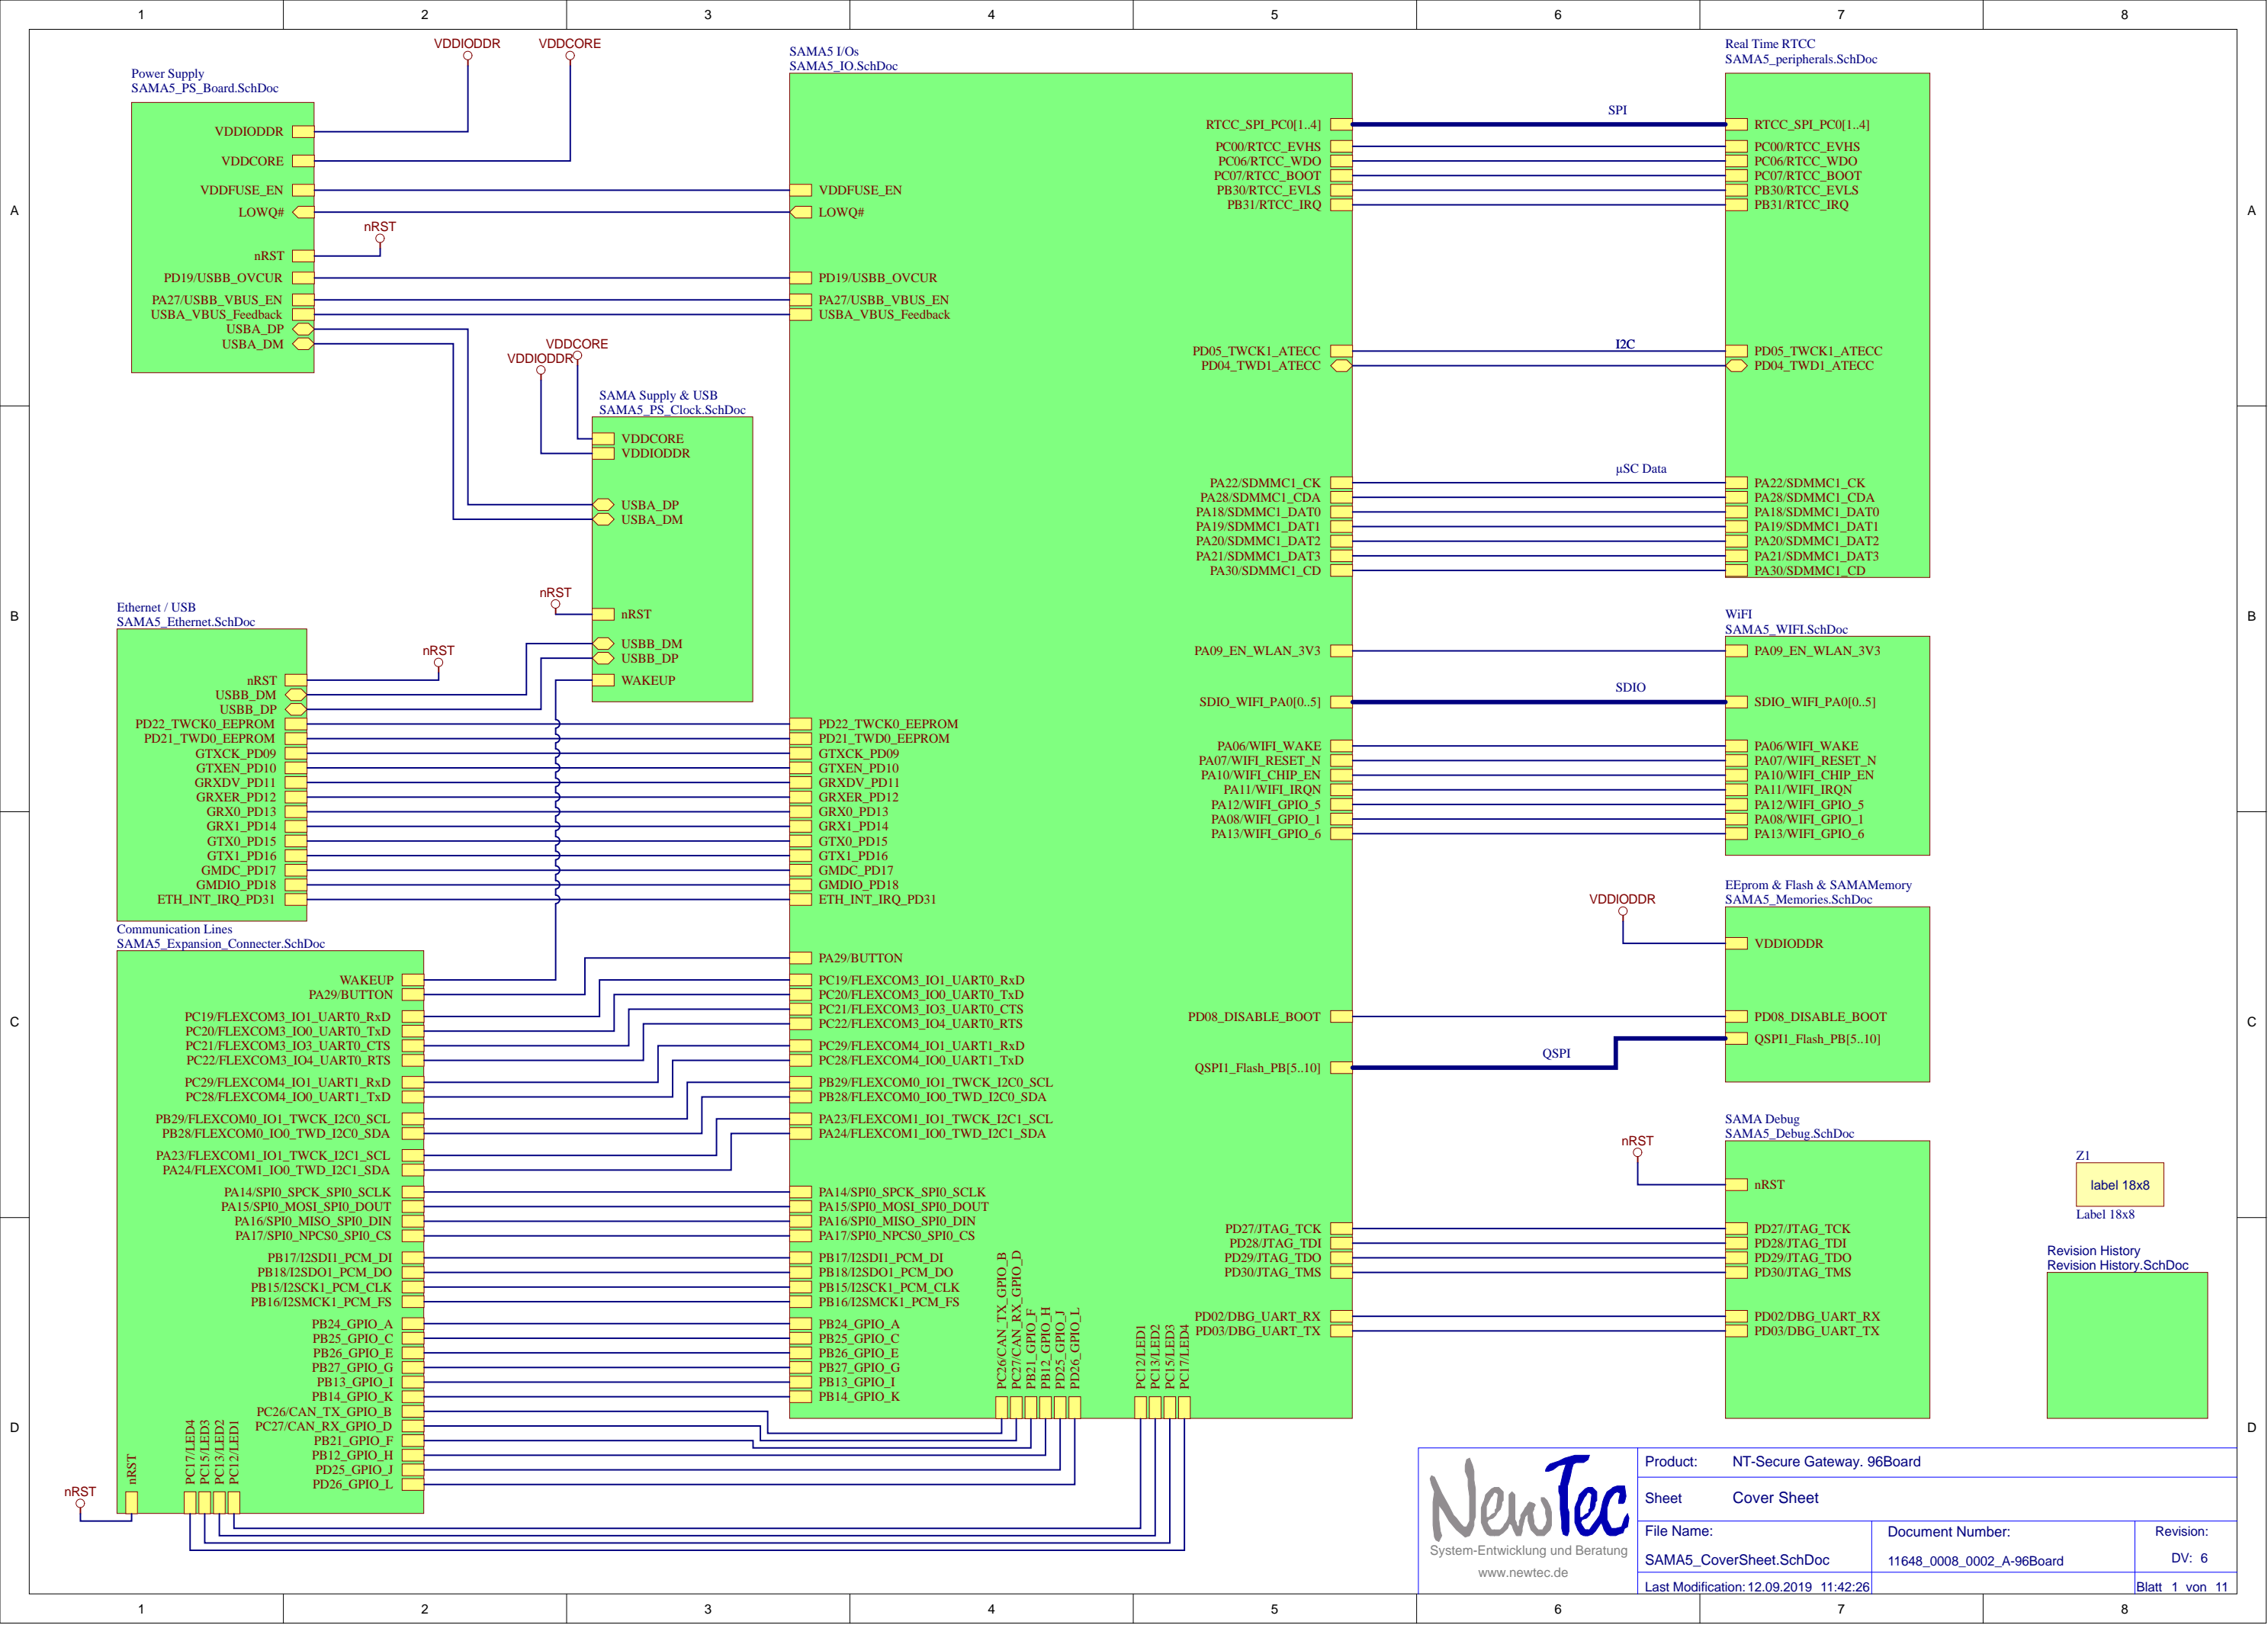 1 2 3 4 5 6 7 8
A
B
C
D
A
B
C
D
VDDIODDR
VDDCORE
Power Supply
SAMA5_PS_Board.SchDoc
VDDIODDR
VDDCORE
VDDFUSE_EN
LOWQ#
nRST
nRST
PD19/USBB_OVCUR
PA27/USBB_VBUS_EN
USBA_VBUS_Feedback
USBA_DP
USBA_DM
VDDCORE
VDDIODDR
SAMA Supply & USB
SAMA5_PS_Clock.SchDoc
VDDCORE
VDDIODDR
USBA_DP
USBA_DM
nRST
nRST
USBB_DM
USBB_DP
WAKEUP
Ethernet / USB
SAMA5_Ethernet.SchDoc
nRST
nRST
USBB_DM
USBB_DP
PD22_TWCK0_EEPROM
PD21_TWD0_EEPROM
GTXCK_PD09
GTXEN_PD10
GRXDV_PD11
GRXER_PD12
GRX0_PD13
GRX1_PD14
GTX0_PD15
GTX1_PD16
GMDC_PD17
GMDIO_PD18
ETH_INT_IRQ_PD31
Communication Lines
SAMA5_Expansion_Connecter.SchDoc
WAKEUP
PA29/BUTTON
PC19/FLEXCOM3_IO1_UART0_RxD
PC20/FLEXCOM3_IO0_UART0_TxD
PC21/FLEXCOM3_IO3_UART0_CTS
PC22/FLEXCOM3_IO4_UART0_RTS
PC29/FLEXCOM4_IO1_UART1_RxD
PC28/FLEXCOM4_IO0_UART1_TxD
PB29/FLEXCOM0_IO1_TWCK_I2C0_SCL
PB28/FLEXCOM0_IO0_TWD_I2C0_SDA
PA23/FLEXCOM1_IO1_TWCK_I2C1_SCL
PA24/FLEXCOM1_IO0_TWD_I2C1_SDA
PA14/SPI0_SPCK_SPI0_SCLK
PA15/SPI0_MOSI_SPI0_DOUT
PA16/SPI0_MISO_SPI0_DIN
PA17/SPI0_NPCS0_SPI0_CS
PB17/I2SDI1_PCM_DI
PB18/I2SDO1_PCM_DO
PB15/I2SCK1_PCM_CLK
PB16/I2SMCK1_PCM_FS
PB24_GPIO_A
PB25_GPIO_C
PB26_GPIO_E
PB27_GPIO_G
PB13_GPIO_I
PB14_GPIO_K
PC26/CAN_TX_GPIO_B
PC27/CAN_RX_GPIO_D
PB21_GPIO_F
PB12_GPIO_H
PD25_GPIO_J
PD26_GPIO_L
nRST
nRST
PC17/LED4
PC15/LED3
PC13/LED2
PC12/LED1
SAMA5 I/Os
SAMA5_IO.SchDoc
VDDFUSE_EN
LOWQ#
PD19/USBB_OVCUR
PA27/USBB_VBUS_EN
USBA_VBUS_Feedback
PD22_TWCK0_EEPROM
PD21_TWD0_EEPROM
GTXCK_PD09
GTXEN_PD10
GRXDV_PD11
GRXER_PD12
GRX0_PD13
GRX1_PD14
GTX0_PD15
GTX1_PD16
GMDC_PD17
GMDIO_PD18
ETH_INT_IRQ_PD31
PA29/BUTTON
PC19/FLEXCOM3_IO1_UART0_RxD
PC20/FLEXCOM3_IO0_UART0_TxD
PC21/FLEXCOM3_IO3_UART0_CTS
PC22/FLEXCOM3_IO4_UART0_RTS
PC29/FLEXCOM4_IO1_UART1_RxD
PC28/FLEXCOM4_IO0_UART1_TxD
PB29/FLEXCOM0_IO1_TWCK_I2C0_SCL
PB28/FLEXCOM0_IO0_TWD_I2C0_SDA
PA23/FLEXCOM1_IO1_TWCK_I2C1_SCL
PA24/FLEXCOM1_IO0_TWD_I2C1_SDA
PA14/SPI0_SPCK_SPI0_SCLK
PA15/SPI0_MOSI_SPI0_DOUT
PA16/SPI0_MISO_SPI0_DIN
PA17/SPI0_NPCS0_SPI0_CS
PB17/I2SDI1_PCM_DI
PB18/I2SDO1_PCM_DO
PB15/I2SCK1_PCM_CLK
PB16/I2SMCK1_PCM_FS
PB24_GPIO_A
PB25_GPIO_C
PB26_GPIO_E
PB27_GPIO_G
PB13_GPIO_I
PB14_GPIO_K
PC26/CAN_TX_GPIO_B
PC27/CAN_RX_GPIO_D
PB21_GPIO_F
PB12_GPIO_H
PD25_GPIO_J
PD26_GPIO_L
PC12/LED1
PC13/LED2
PC15/LED3
PC17/LED4
RTCC_SPI_PC0[1..4]
PC00/RTCC_EVHS
PC06/RTCC_WDO
PC07/RTCC_BOOT
PB30/RTCC_EVLS
PB31/RTCC_IRQ
PD05_TWCK1_ATECC
PD04_TWD1_ATECC
PA22/SDMMC1_CK
PA28/SDMMC1_CDA
PA18/SDMMC1_DAT0
PA19/SDMMC1_DAT1
PA20/SDMMC1_DAT2
PA21/SDMMC1_DAT3
PA30/SDMMC1_CD
PA09_EN_WLAN_3V3
SDIO_WIFI_PA0[0..5]
PA06/WIFI_WAKE
PA07/WIFI_RESET_N
PA10/WIFI_CHIP_EN
PA11/WIFI_IRQN
PA12/WIFI_GPIO_5
PA08/WIFI_GPIO_1
PA13/WIFI_GPIO_6
PD08_DISABLE_BOOT
QSPI1_Flash_PB[5..10]
PD27/JTAG_TCK
PD28/JTAG_TDI
PD29/JTAG_TDO
PD30/JTAG_TMS
PD02/DBG_UART_RX
PD03/DBG_UART_TX
SPI
I2C
µSC Data
SDIO
VDDIODDR
QSPI
nRST
Real Time RTCC
SAMA5_peripherals.SchDoc
RTCC_SPI_PC0[1..4]
PC00/RTCC_EVHS
PC06/RTCC_WDO
PC07/RTCC_BOOT
PB30/RTCC_EVLS
PB31/RTCC_IRQ
PD05_TWCK1_ATECC
PD04_TWD1_ATECC
PA22/SDMMC1_CK
PA28/SDMMC1_CDA
PA18/SDMMC1_DAT0
PA19/SDMMC1_DAT1
PA20/SDMMC1_DAT2
PA21/SDMMC1_DAT3
PA30/SDMMC1_CD
WiFI
SAMA5_WIFI.SchDoc
PA09_EN_WLAN_3V3
SDIO_WIFI_PA0[0..5]
PA06/WIFI_WAKE
PA07/WIFI_RESET_N
PA10/WIFI_CHIP_EN
PA11/WIFI_IRQN
PA12/WIFI_GPIO_5
PA08/WIFI_GPIO_1
PA13/WIFI_GPIO_6
EEprom & Flash & SAMAMemory
SAMA5_Memories.SchDoc
VDDIODDR
PD08_DISABLE_BOOT
QSPI1_Flash_PB[5..10]
SAMA Debug
SAMA5_Debug.SchDoc
nRST
PD27/JTAG_TCK
PD28/JTAG_TDI
PD29/JTAG_TDO
PD30/JTAG_TMS
PD02/DBG_UART_RX
PD03/DBG_UART_TX
Z1
label 18x8
Label 18x8
Revision History
Revision History.SchDoc
NewTec
System-Entwicklung und Beratung
www.newtec.de
Product: NT-Secure Gateway. 96Board
Sheet Cover Sheet
File Name: Document Number: Revision:
SAMA5_CoverSheet.SchDoc 11648_0008_0002_A-96Board DV: 6
Last Modification: 12.09.2019 11:42:26 Blatt 1 von 11
1 2 3 4 5 6 7 8